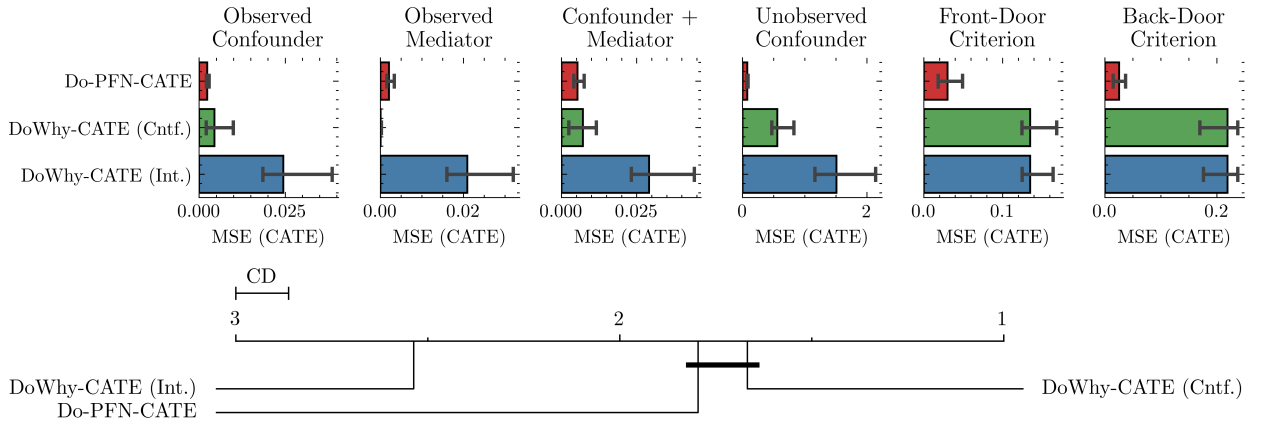 Observed
Confounder
Observed
Mediator
Confounder +
Mediator
Unobserved
Confounder
Front-Door
Criterion
Back-Door
Criterion
Do-PFN-CATE
DoWhy-CATE (Cntf.)
DoWhy-CATE (Int.)
0.000 0.025
0.00 0.02
0.000 0.025
0 2
0.0 0.1
0.0 0.2
MSE (CATE)
MSE (CATE)
MSE (CATE)
MSE (CATE)
MSE (CATE)
MSE (CATE)
CD
3 2 1
DoWhy-CATE (Int.)
DoWhy-CATE (Cntf.)
Do-PFN-CATE